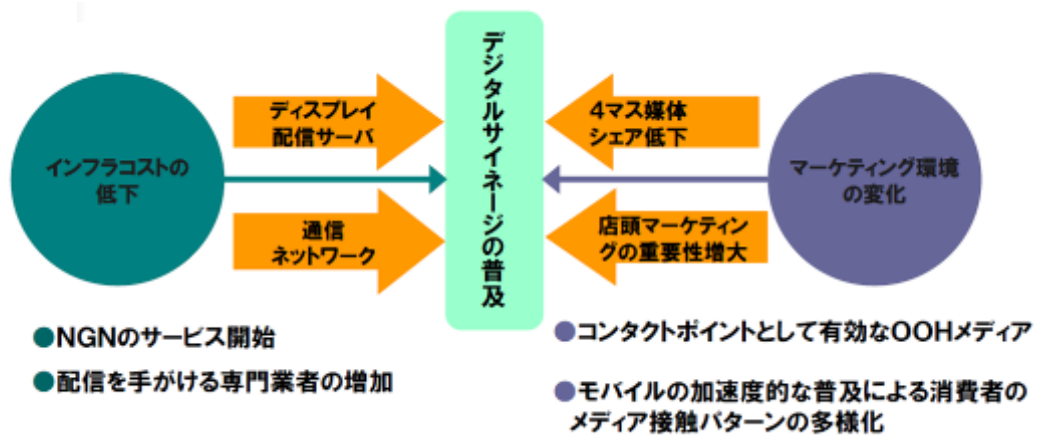 インフラコストの
低下
ディスプレイ
配信サーバ
通信
ネットワーク
デジタルサイネージの普及
4マス媒体
シェア低下
店頭マーケティン
グの重要性増大
マーケティング環境
の変化
●NGNのサービス開始
●配信を手がける専門業者の増加
●コンタクトポイントとして有効なOOHメディア
●モバイルの加速度的な普及による消費者の
メディア接触パターンの多様化